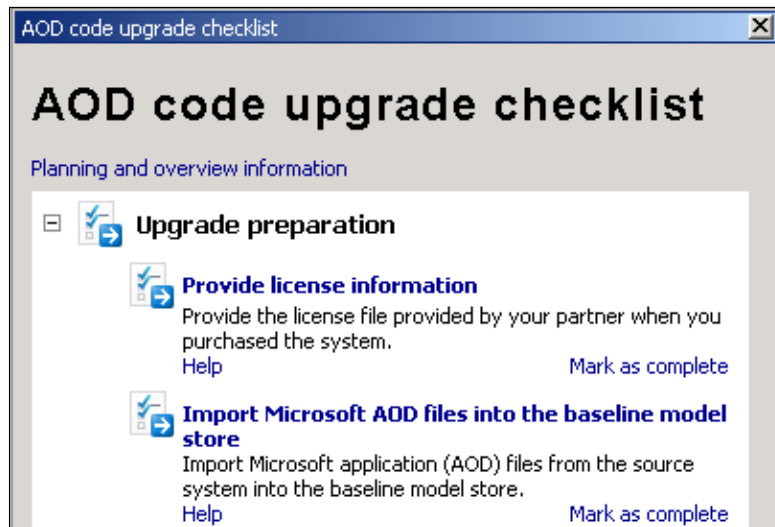 AOD code upgrade checklist
AOD code upgrade checklist
Planning and overview information
Upgrade preparation
Provide license information
Provide the license file provided by your partner when you
purchased the system.
Help Mark as complete
Import Microsoft AOD files into the baseline model
store
Import Microsoft application (AOD) files from the source
system into the baseline model store.
Help Mark as complete